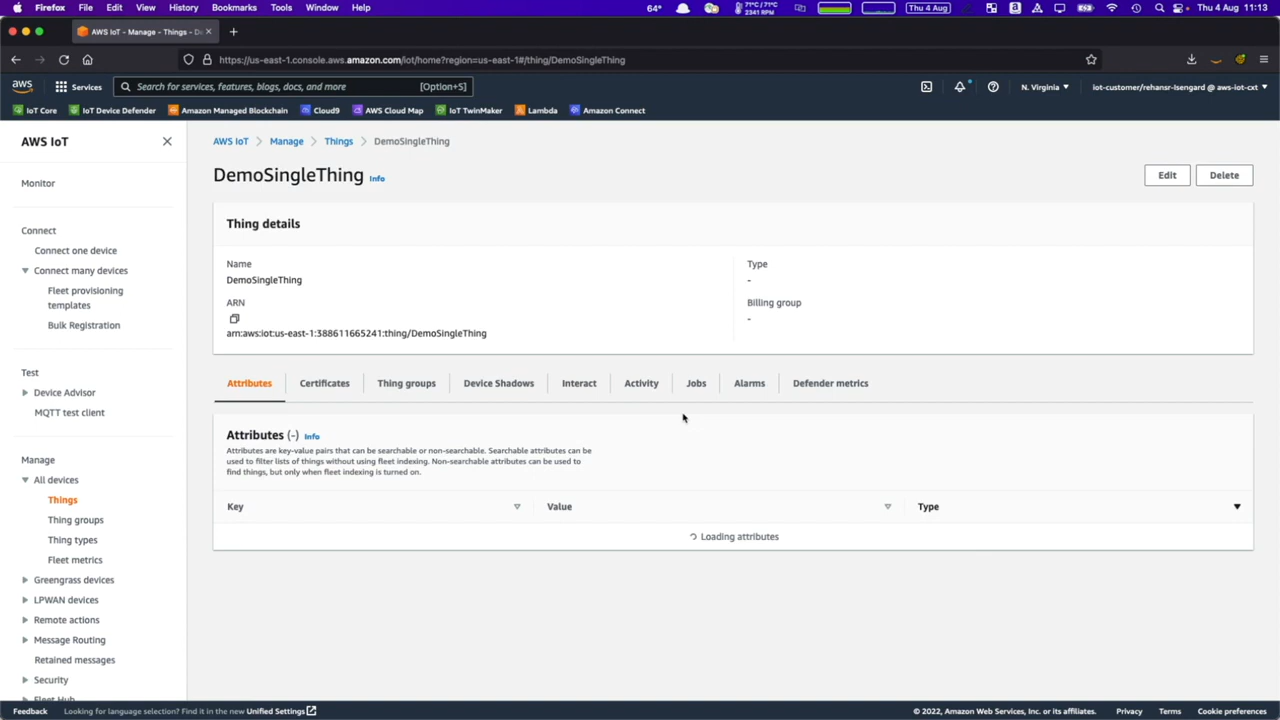 Firefox File Edit View History Bookmarks Tools Window Help 64° 71°C / 71°C 2341 RPM Thu 4 Aug Thu 4 Aug 11:13
AWS IoT - Manage - Things - De
https://us-east-1.console.aws.amazon.com/iot/home?region=us-east-1#/thing/DemoSingleThing
aws Services Search for services, features, blogs, docs, and more [Option+S] N. Virginia iot-customer/rehansr-Isengard @ aws-iot-cxt
IoT Core IoT Device Defender Amazon Managed Blockchain Cloud9 AWS Cloud Map IoT TwinMaker Lambda Amazon Connect
AWS IoT
Monitor
Connect
Connect one device
Connect many devices
Fleet provisioning
templates
Bulk Registration
Test
Device Advisor
MQTT test client
Manage
All devices
Things
Thing groups
Thing types
Fleet metrics
Greengrass devices
LPWAN devices
Remote actions
Message Routing
Retained messages
Security
Fleet Hub
AWS IoT > Manage > Things > DemoSingleThing
DemoSingleThing Info
Edit Delete
Thing details
Name
DemoSingleThing
ARN
arn:aws:iot:us-east-1:388611665241:thing/DemoSingleThing
Type
-
Billing group
-
Attributes Certificates Thing groups Device Shadows Interact Activity Jobs Alarms Defender metrics
Attributes (-) Info
Attributes are key-value pairs that can be searchable or non-searchable. Searchable attributes can be
used to filter lists of things without using fleet indexing. Non-searchable attributes can be used to
find things, but only when fleet indexing is turned on.
Key Value Type
Loading attributes
Feedback Looking for language selection? Find it in the new Unified Settings © 2022, Amazon Web Services, Inc. or its affiliates. Privacy Terms Cookie preferences